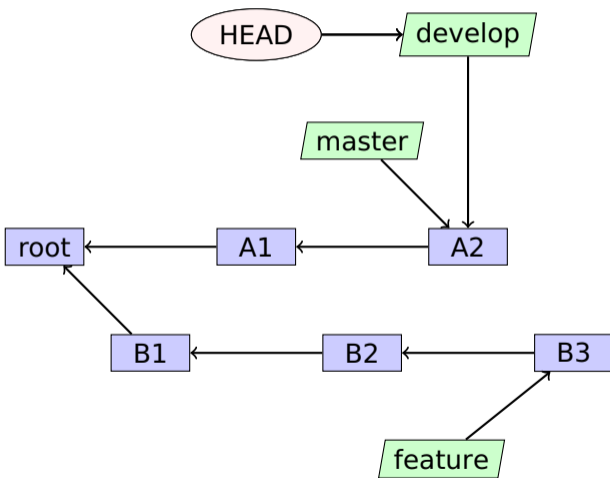 HEAD
develop
master
root
A1
A2
B1
B2
B3
feature